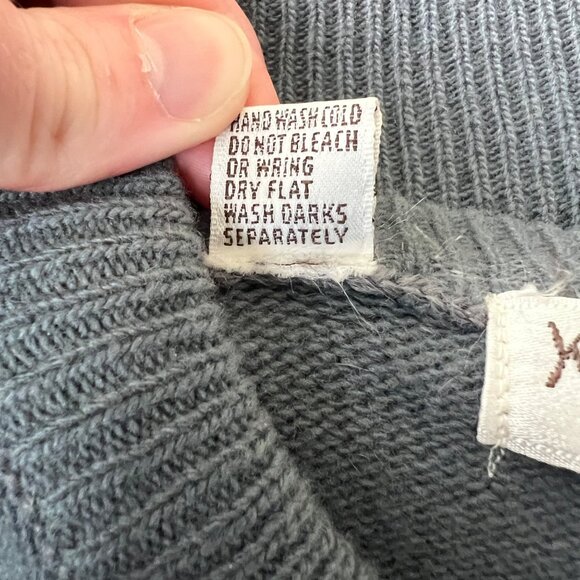 HAND WASH COLD
DO NOT BLEACH
OR WRING
DRY FLAT
WASH DARKS
SEPARATELY